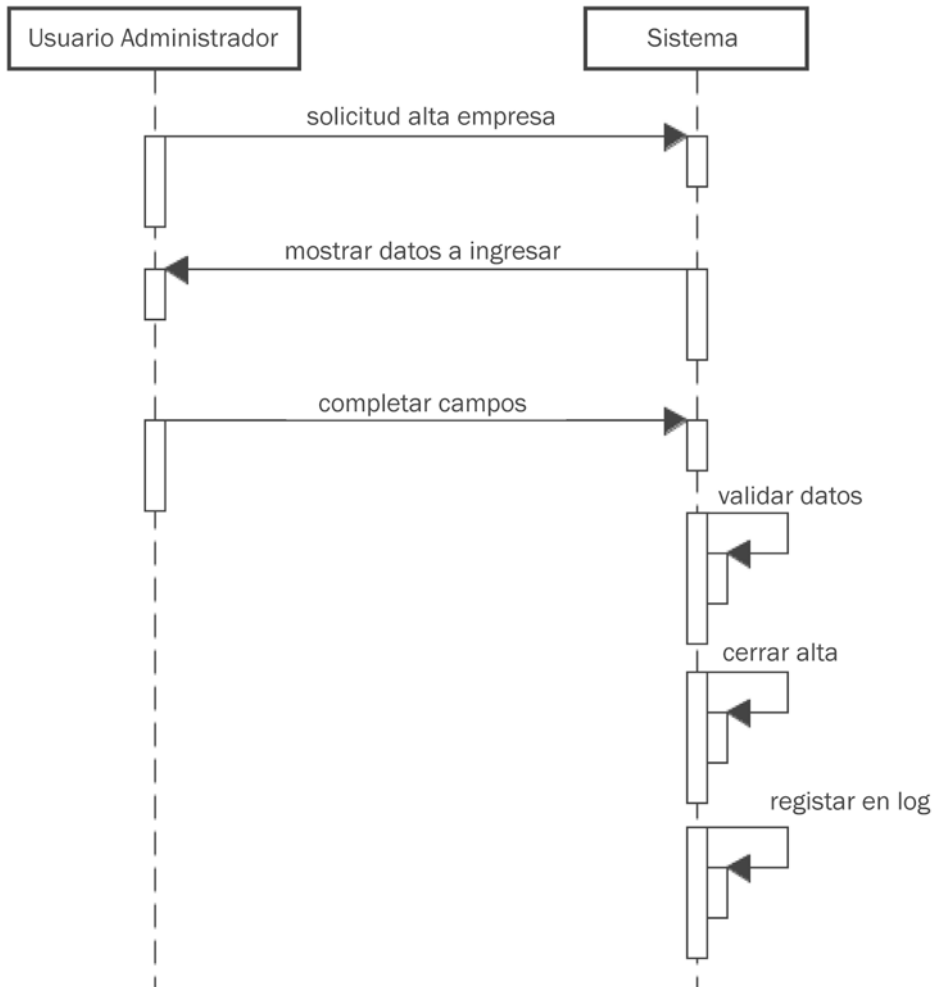 Usuario Administrador
Sistema
solicitud alta empresa
mostrar datos a ingresar
completar campos
validar datos
cerrar alta
registar en log